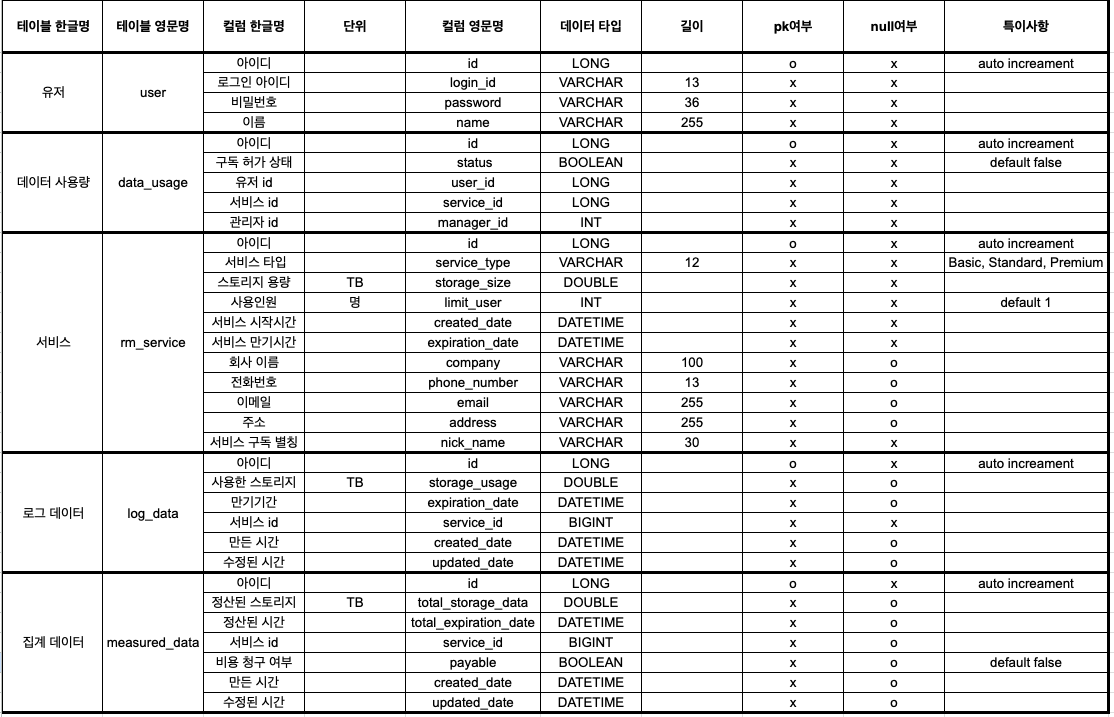 테이블 한글명 테이블 영문명 컬럼 한글명 단위 컬럼 영문명 데이터 타입 길이 pk여부 null여부 특이사항
유저 user
아이디 id LONG o x auto increament
로그인 아이디 login_id VARCHAR 13 x x
비밀번호 password VARCHAR 36 x x
이름 name VARCHAR 255 x x
데이터 사용량 data_usage
아이디 id LONG o x auto increament
구독 허가 상태 status BOOLEAN x x default false
유저 id user_id LONG x x
서비스 id service_id LONG x x
관리자 id manager_id INT x x
서비스 rm_service
아이디 id LONG o x auto increament
서비스 타입 service_type VARCHAR 12 x x Basic, Standard, Premium
스토리지 용량 TB storage_size DOUBLE x x
사용인원 명 limit_user INT x x default 1
서비스 시작시간 created_date DATETIME x x
서비스 만기시간 expiration_date DATETIME x x
회사 이름 company VARCHAR 100 x o
전화번호 phone_number VARCHAR 13 x o
이메일 email VARCHAR 255 x o
주소 address VARCHAR 255 x o
서비스 구독 별칭 nick_name VARCHAR 30 x x
로그 데이터 log_data
아이디 id LONG o x auto increament
사용한 스토리지 TB storage_usage DOUBLE x o
만기기간 expiration_date DATETIME x o
서비스 id service_id BIGINT x x
만든 시간 created_date DATETIME x o
수정된 시간 updated_date DATETIME x o
집계 데이터 measured_data
아이디 id LONG o x auto increament
정산된 스토리지 TB total_storage_data DOUBLE x o
정산된 시간 total_expiration_date DATETIME x o
서비스 id service_id BIGINT x o
비용 청구 여부 payable BOOLEAN x o default false
만든 시간 created_date DATETIME x o
수정된 시간 updated_date DATETIME x o